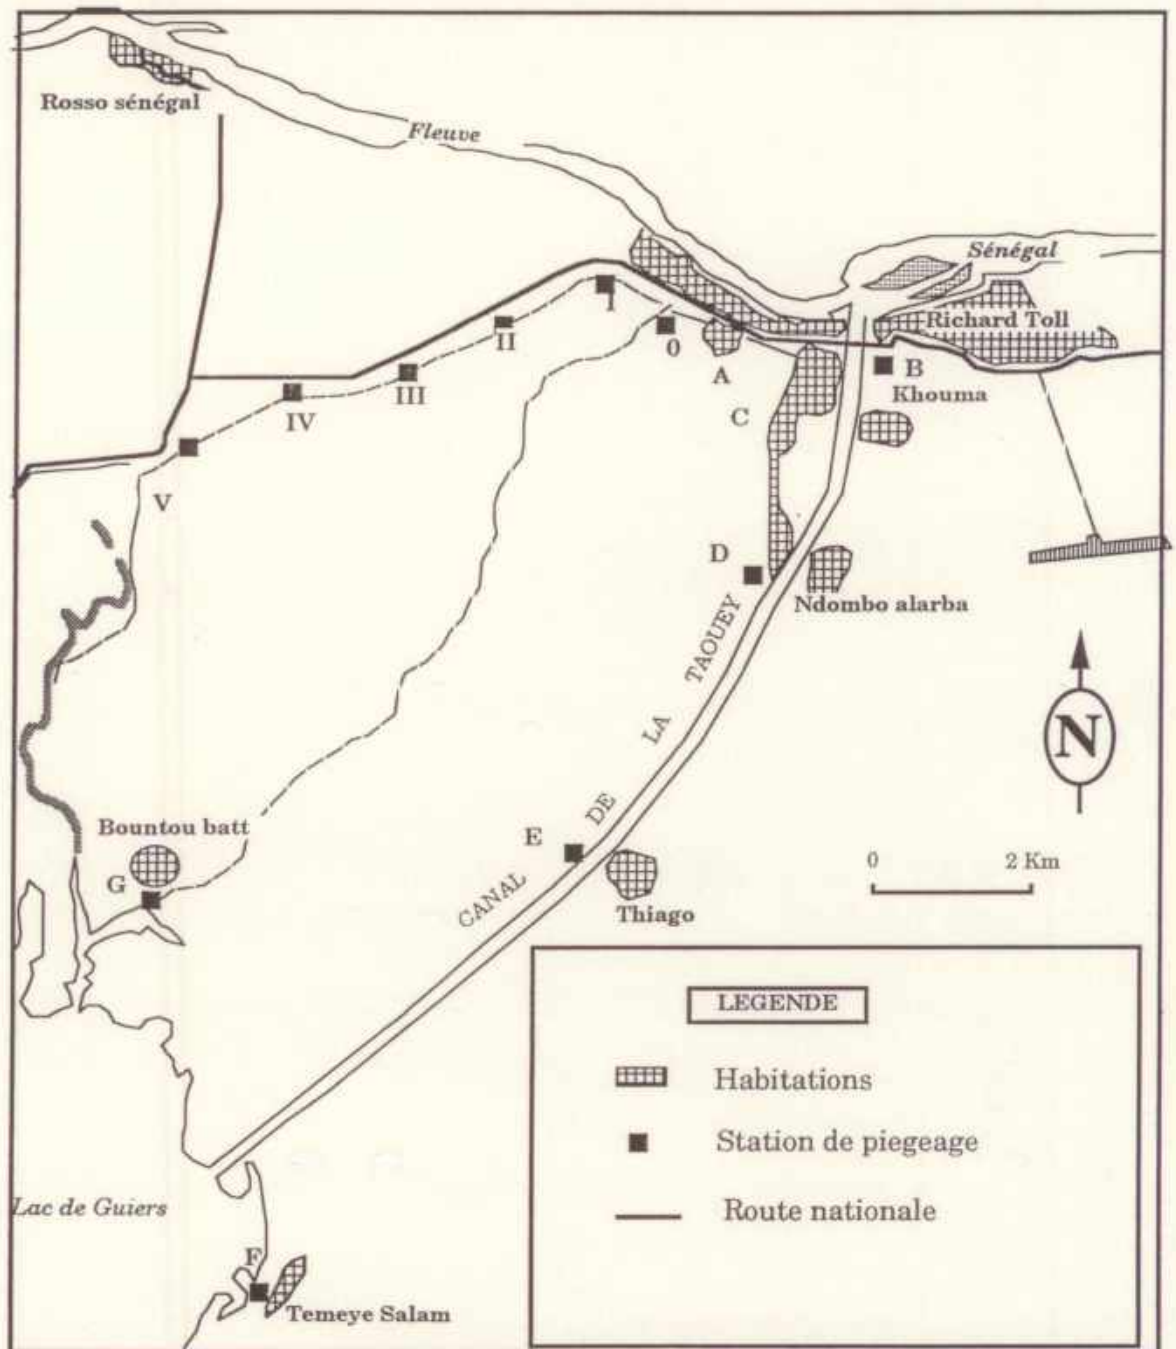 Rosso sénégal
Fleuve
Sénégal
Richard Toll
I
0
II
A
B
III
Khouma
IV
C
V
D
Ndombo alarba
CANAL DE LA TAOUEY
N
Bountou batt
E
0 2 Km
G
Thiago
LEGENDE
Habitations
Station de piegeage
Route nationale
Lac de Guiers
F
Temeye Salam